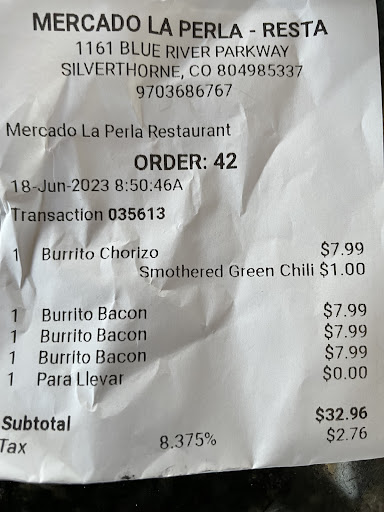 MERCADO LA PERLA - RESTA
1161 BLUE RIVER PARKWAY
SILVERTHORNE, CO 804985337
9703686767
Mercado La Perla Restaurant
ORDER: 42
18-Jun-2023 8:50:46A
Transaction 035613
1 Burrito Chorizo $7.99
Smothered Green Chili $1.00
1 Burrito Bacon $7.99
1 Burrito Bacon $7.99
1 Burrito Bacon $7.99
1 Para Llevar $0.00
Subtotal $32.96
Tax 8.375% $2.76